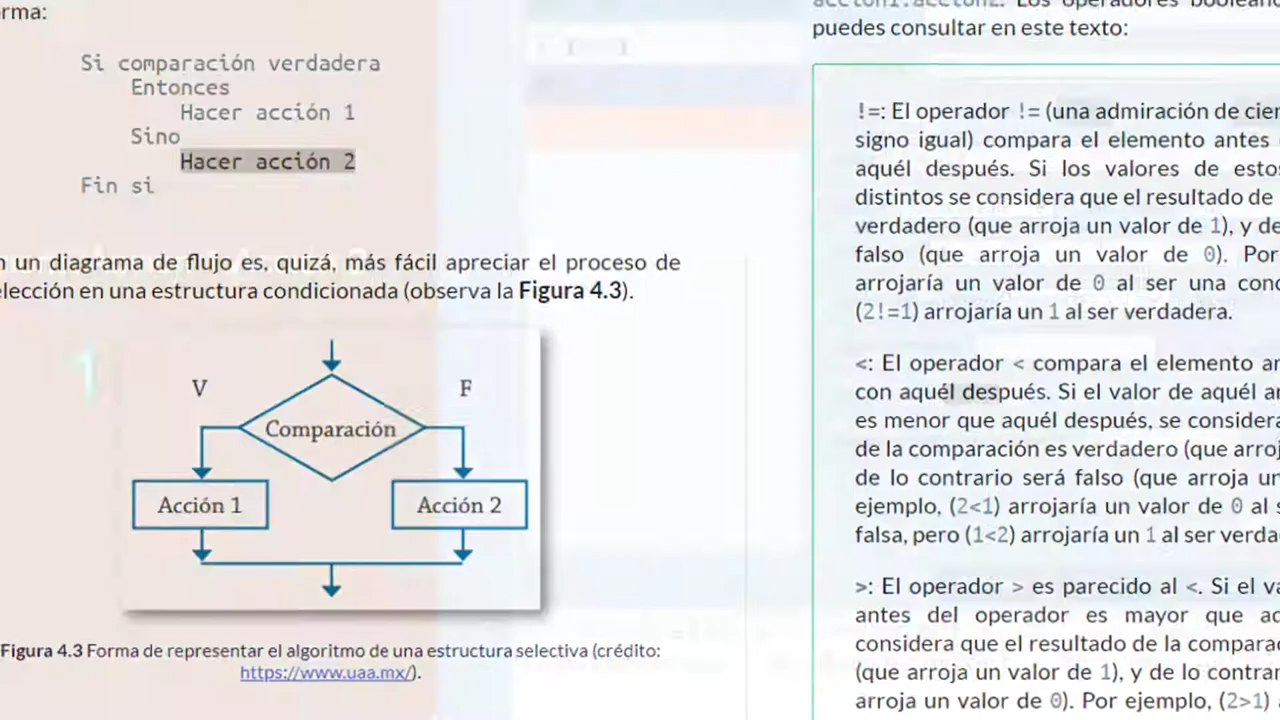 rma:
Si comparación verdadera
Entonces
Hacer acción 1
Sino
Hacer acción 2
Fin si
n un diagrama de flujo es, quizá, más fácil apreciar el proceso de
elección en una estructura condicionada (observa la Figura 4.3).
V
F
Comparación
Acción 1
Acción 2
Figura 4.3 Forma de representar el algoritmo de una estructura selectiva (crédito:
https://www.uaa.mx/).
puedes consultar en este texto:
!=: El operador != (una admiración de cier
signo igual) compara el elemento antes
aquél después. Si los valores de estos
distintos se considera que el resultado de
verdadero (que arroja un valor de 1), y de
falso (que arroja un valor de 0). Por
arrojaría un valor de 0 al ser una cond
(2!=1) arrojaría un 1 al ser verdadera.
<: El operador < compara el elemento an
con aquél después. Si el valor de aquél an
es menor que aquél después, se considera
de la comparación es verdadero (que arroj
de lo contrario será falso (que arroja un
ejemplo, (2<1) arrojaría un valor de 0 al s
falsa, pero (1<2) arrojaría un 1 al ser verda
>: El operador > es parecido al <. Si el va
antes del operador es mayor que aq
considera que el resultado de la comparac
(que arroja un valor de 1), y de lo contrar
arroja un valor de 0). Por ejemplo, (2>1)